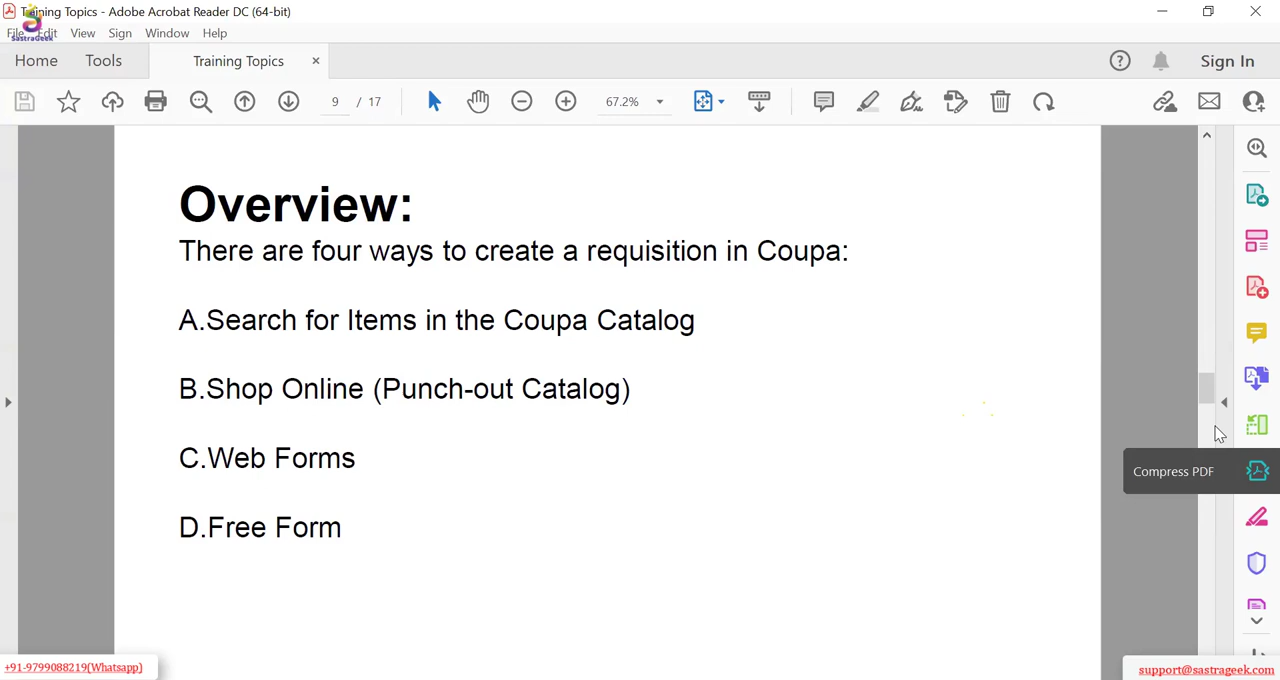 Training Topics - Adobe Acrobat Reader DC (64-bit)
File Edit View Sign Window Help
SASTRAGEEK
Home Tools Training Topics × Sign In
9 / 17 67.2%
Overview:
There are four ways to create a requisition in Coupa:
A.Search for Items in the Coupa Catalog
B.Shop Online (Punch-out Catalog)
C.Web Forms
Compress PDF
D.Free Form
+91-9799088219(Whatsapp)
support@sastrageek.com